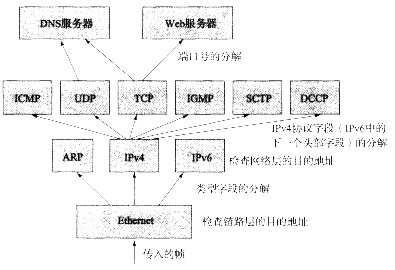 DNS服务器 Web服务器
端口号的分解
ICMP UDP TCP IGMP SCTP DCCP
IPv4协议字段（IPv6中的
下一个头部字段）的分解
ARP IPv4 IPv6 检查网络层的目的地址
类型字段的分解
Ethernet 检查链路层的目的地址
传入的帧